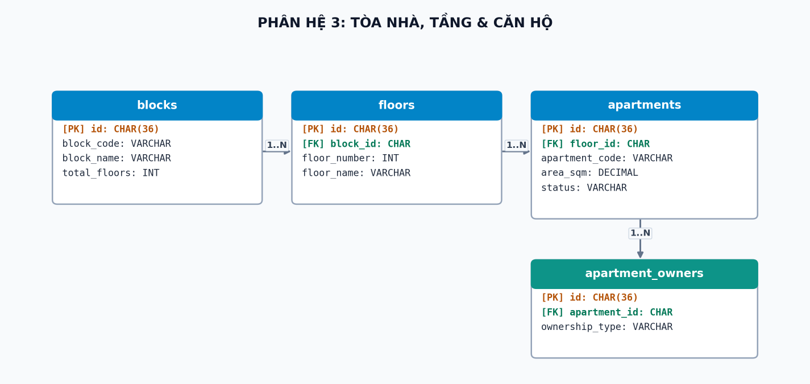 PHÂN HỆ 3: TÒA NHÀ, TẦNG & CĂN HỘ
blocks
[PK] id: CHAR(36)
block_code: VARCHAR
block_name: VARCHAR
total_floors: INT
1..N
floors
[PK] id: CHAR(36)
[FK] block_id: CHAR
floor_number: INT
floor_name: VARCHAR
1..N
apartments
[PK] id: CHAR(36)
[FK] floor_id: CHAR
apartment_code: VARCHAR
area_sqm: DECIMAL
status: VARCHAR
1..N
apartment_owners
[PK] id: CHAR(36)
[FK] apartment_id: CHAR
ownership_type: VARCHAR